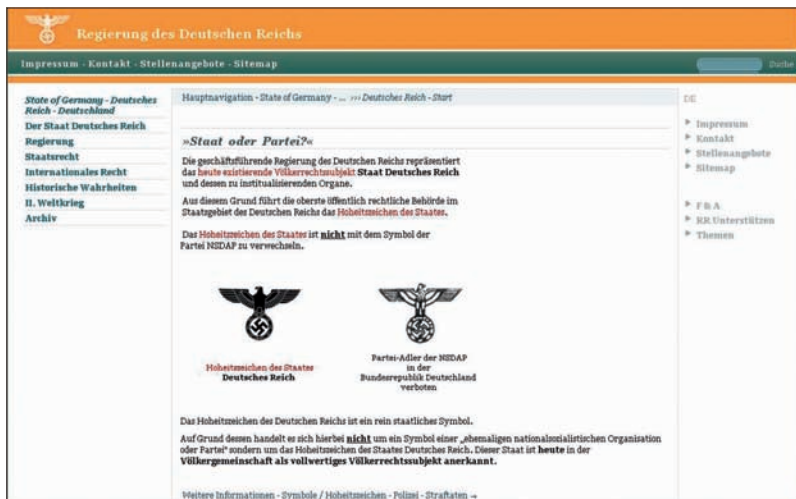 Regierung des Deutschen Reichs
Impressum - Kontakt - Stellenangebote - Sitemap
Suche
State of Germany - Deutsches
Reich - Deutschland
Der Staat Deutsches Reich
Regierung
Staatsrecht
Internationales Recht
Historische Wahrheiten
II. Weltkrieg
Archiv
Hauptnavigation - State of Germany - ... ››› Deutsches Reich - Start
»Staat oder Partei?«
Die geschäftsführende Regierung des Deutschen Reichs repräsentiert
das heute existierende Völkerrechtssubjekt Staat Deutsches Reich
und dessen zu institualisierenden Organe.
Aus diesem Grund führt die oberste öffentlich rechtliche Behörde im
Staatsgebiet des Deutschen Reichs das Hoheitszeichen des Staates.
Das Hoheitszeichen des Staates ist nicht mit dem Symbol der
Partei NSDAP zu verwechseln.
Hoheitszeichen des Staates
Deutsches Reich
Partei-Adler der NSDAP
in der
Bundesrepublik Deutschland
verboten
Das Hoheitszeichen des Deutschen Reichs ist ein rein staatliches Symbol.
Auf Grund dessen handelt es sich hierbei nicht um ein Symbol einer „ehemaligen nationalsozialistischen Organisation
oder Partei" sondern um das Hoheitszeichen des Staates Deutsches Reich. Dieser Staat ist heute in der
Völkergemeinschaft als vollwertiges Völkerrechtssubjekt anerkannt.
Weitere Informationen - Symbole / Hoheitszeichen - Polizei - Straftaten →
DE
Impressum
Kontakt
Stellenangebote
Sitemap
F & A
RR Unterstützen
Themen